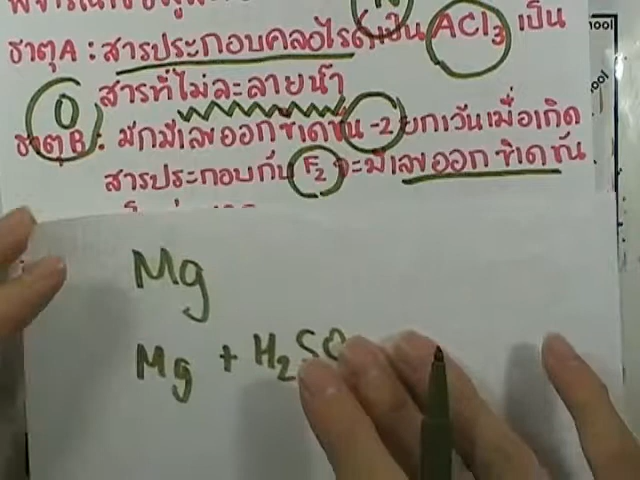 ธาตุA : สารประกอบคลอไรด์เป็น ACl3 เป็น
สารที่ไม่ละลายน้ำ
O
ธาตุB : มักมีเลขออกซิเดชัน -2 ยกเว้นเมื่อเกิด
สารประกอบกับ F2 จะมีเลขออกซิเดชัน
Mg
Mg + H2SO